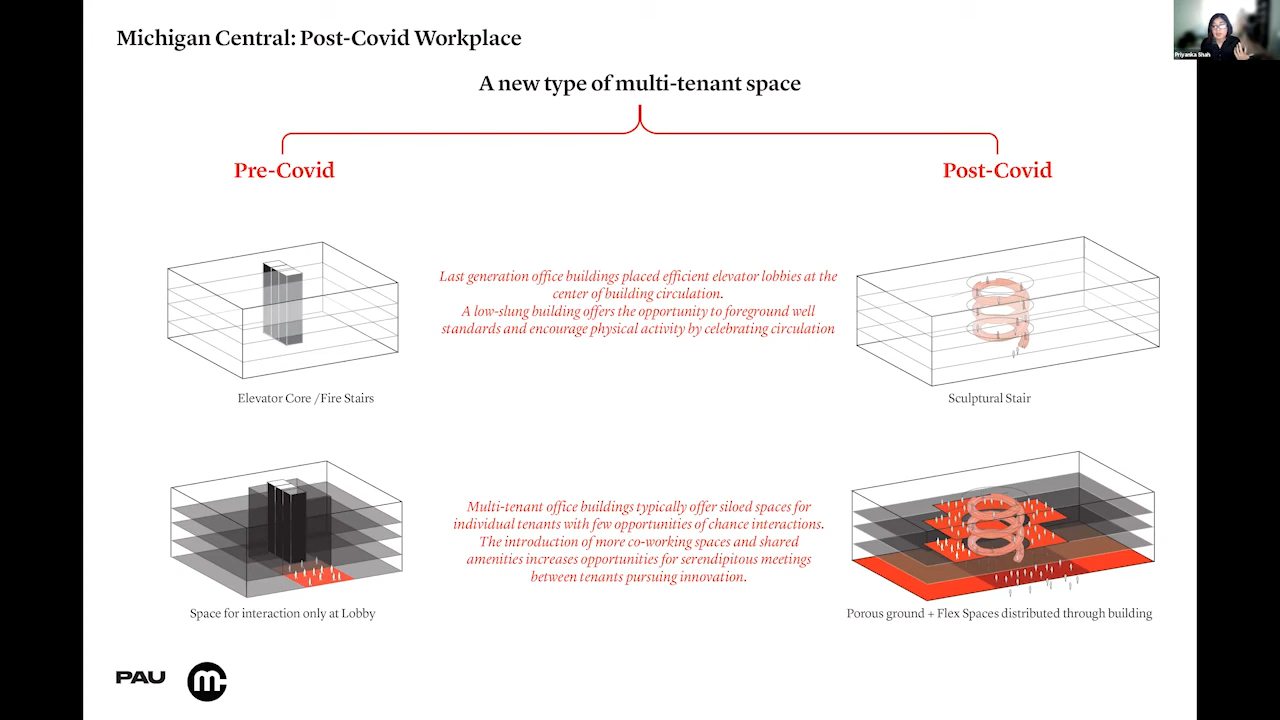 Michigan Central: Post-Covid Workplace
Priyanka Shah
A new type of multi-tenant space
Pre-Covid
Post-Covid
Last generation office buildings placed efficient elevator lobbies at the
center of building circulation.
A low-slung building offers the opportunity to foreground well
standards and encourage physical activity by celebrating circulation
Elevator Core /Fire Stairs
Sculptural Stair
Multi-tenant office buildings typically offer siloed spaces for
individual tenants with few opportunities of chance interactions.
The introduction of more co-working spaces and shared
amenities increases opportunities for serendipitous meetings
between tenants pursuing innovation.
Space for interaction only at Lobby
Porous ground + Flex Spaces distributed through building
PAU
mc